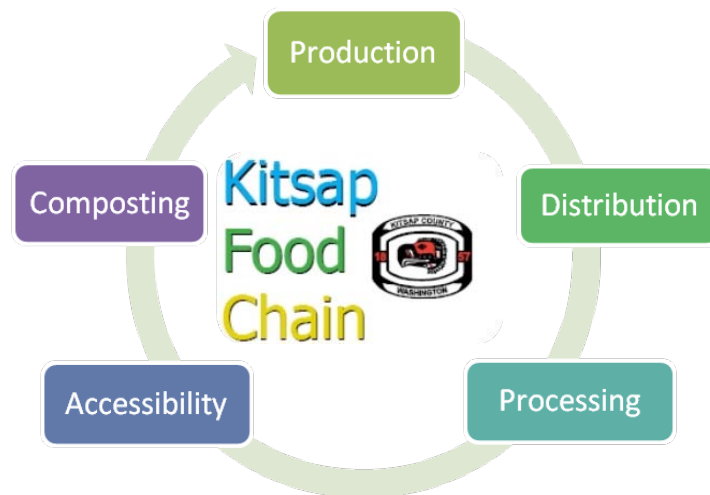 Production
Distribution
Processing
Accessibility
Composting
Kitsap
Food
Chain
KITSAP COUNTY
18 57
WASHINGTON